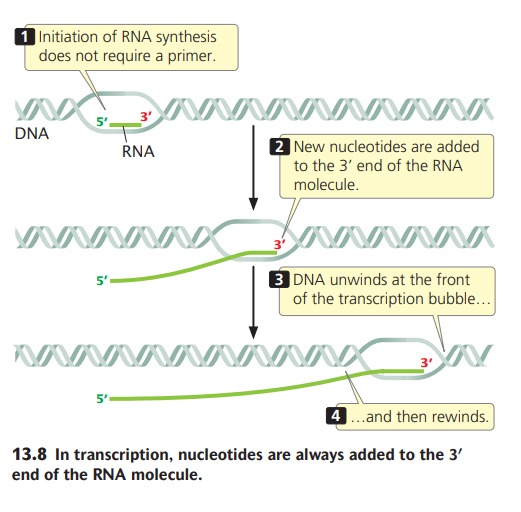 1 Initiation of RNA synthesis
does not require a primer.
5′
3′
DNA
RNA
2 New nucleotides are added
to the 3′ end of the RNA
molecule.
3′
5′
3 DNA unwinds at the front
of the transcription bubble…
3′
5′
4 …and then rewinds.
13.8 In transcription, nucleotides are always added to the 3′
end of the RNA molecule.